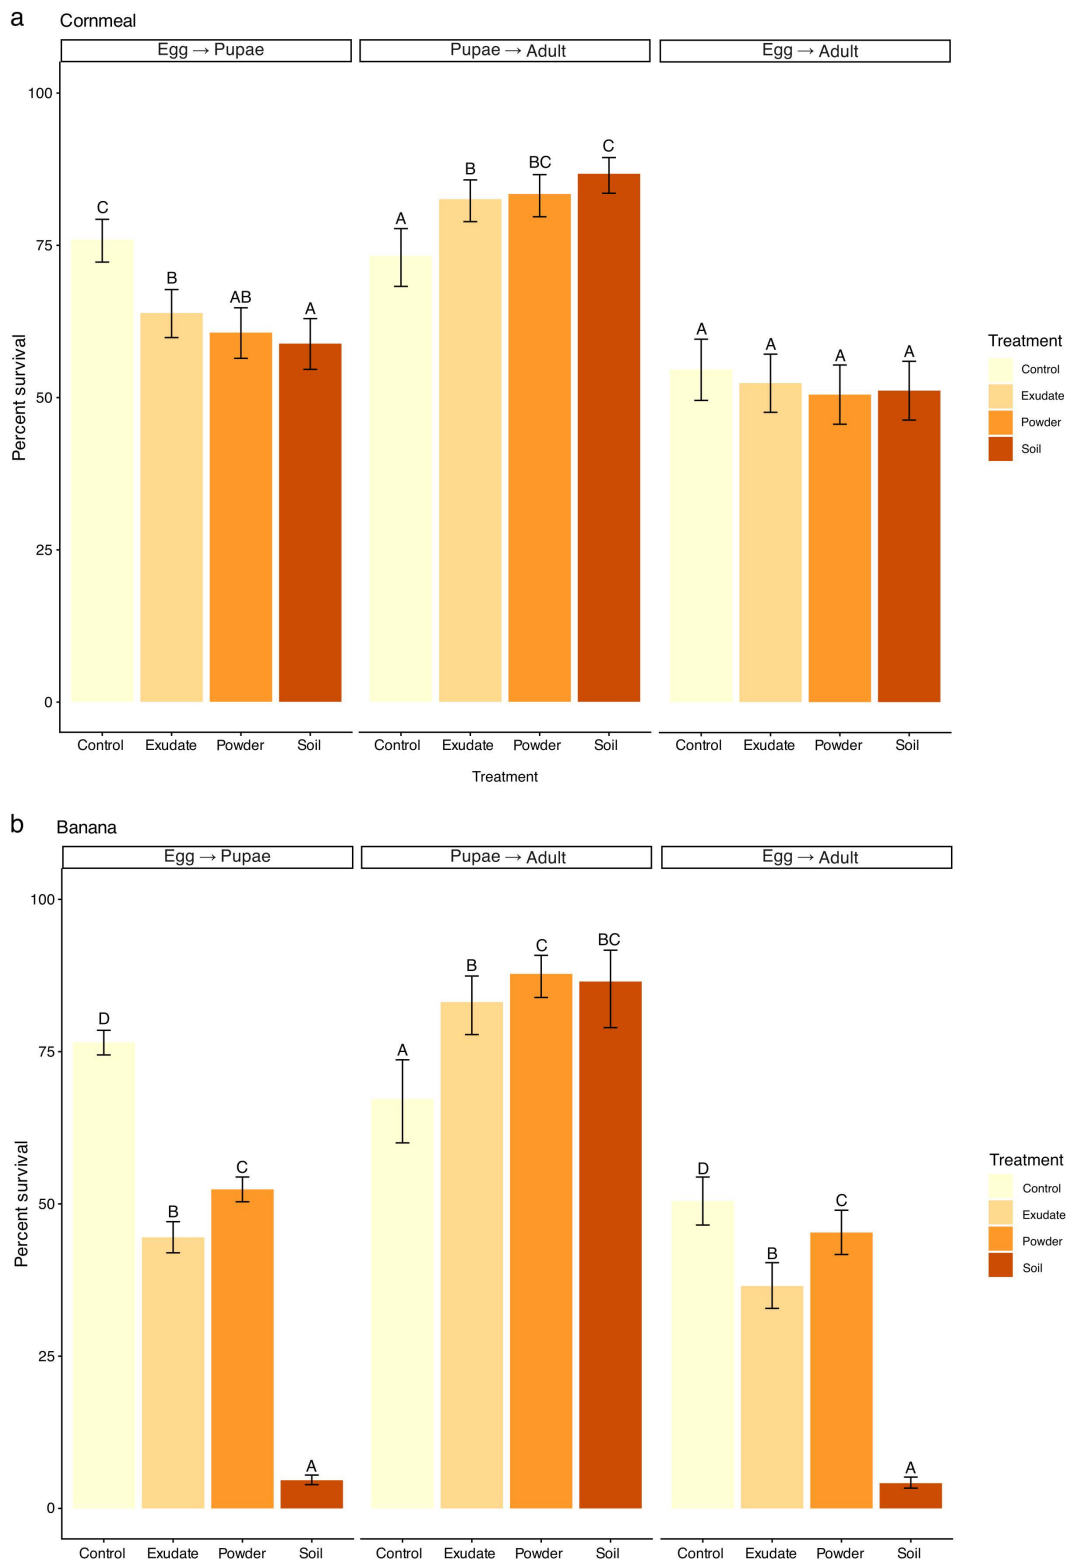 a Cornmeal
Egg → Pupae Pupae → Adult Egg → Adult
100
75
50
25
0
Percent survival
C B AB A
A B BC C
A A A A
Control Exudate Powder Soil Control Exudate Powder Soil Control Exudate Powder Soil
Treatment
Treatment
Control
Exudate
Powder
Soil
b Banana
Egg → Pupae Pupae → Adult Egg → Adult
100
75
50
25
0
Percent survival
D B C A
A B C BC
D B C A
Control Exudate Powder Soil Control Exudate Powder Soil Control Exudate Powder Soil
Treatment
Control
Exudate
Powder
Soil